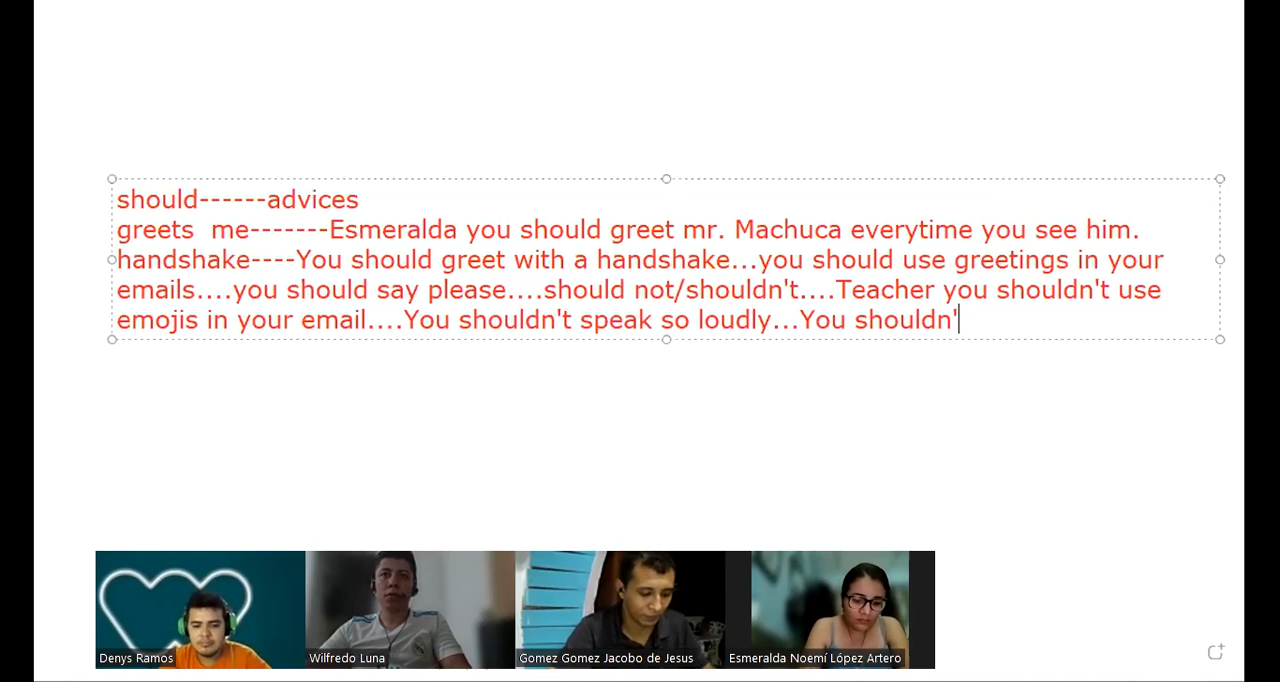 should------advices
greets  me-------Esmeralda you should greet mr. Machuca everytime you see him.
handshake----You should greet with a handshake...you should use greetings in your
emails....you should say please....should not/shouldn't....Teacher you shouldn't use
emojis in your email....You shouldn't speak so loudly...You shouldn'
Denys Ramos
Wilfredo Luna
Gomez Gomez Jacobo de Jesus
Esmeralda Noemí López Artero